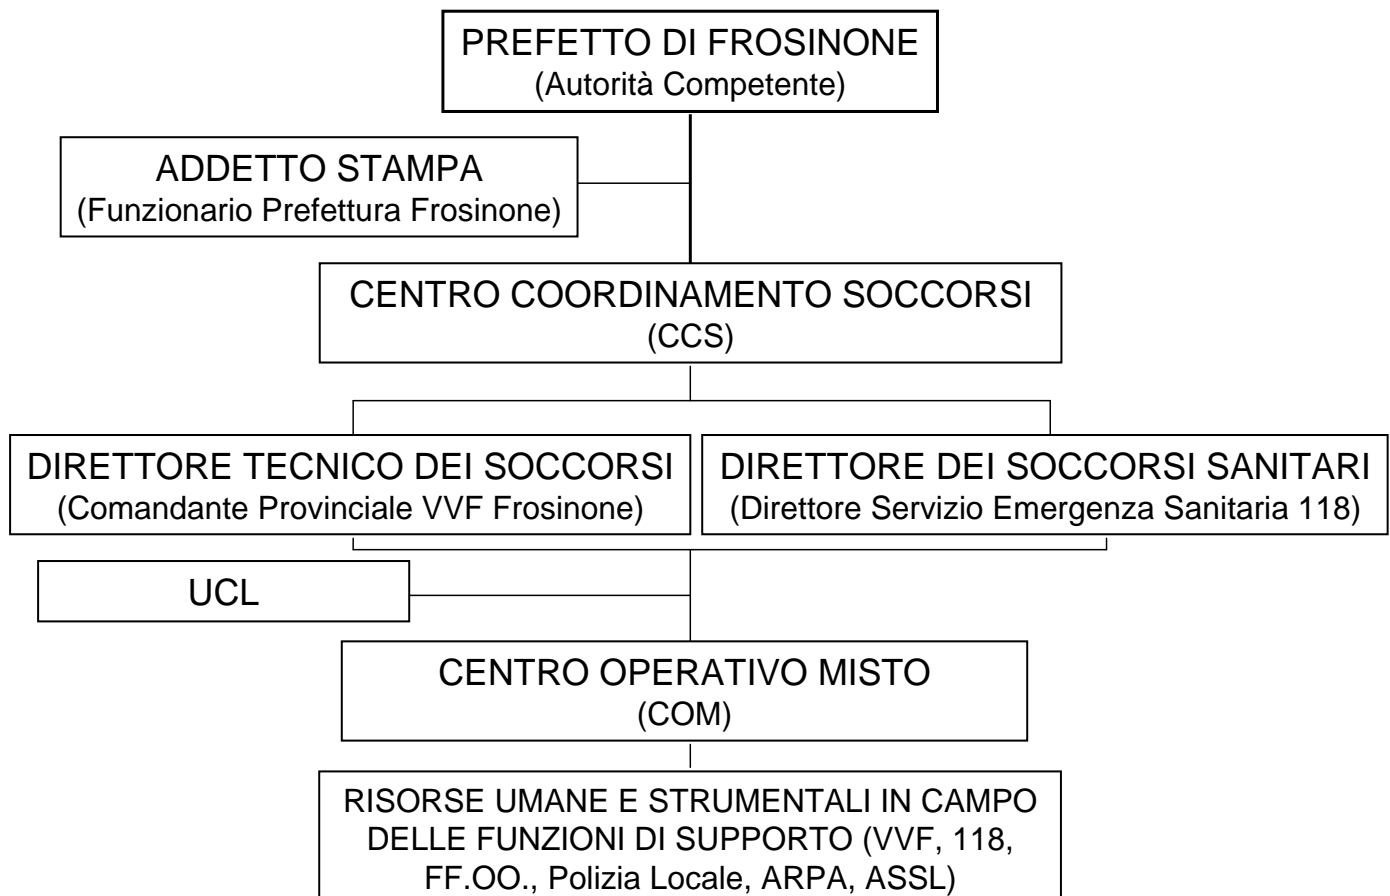 PREFETTO DI FROSINONE
(Autorità Competente)
ADDETTO STAMPA
(Funzionario Prefettura Frosinone)
CENTRO COORDINAMENTO SOCCORSI
(CCS)
DIRETTORE TECNICO DEI SOCCORSI
(Comandante Provinciale VVF Frosinone)
DIRETTORE DEI SOCCORSI SANITARI
(Direttore Servizio Emergenza Sanitaria 118)
UCL
CENTRO OPERATIVO MISTO
(COM)
RISORSE UMANE E STRUMENTALI IN CAMPO
DELLE FUNZIONI DI SUPPORTO (VVF, 118,
FF.OO., Polizia Locale, ARPA, ASSL)